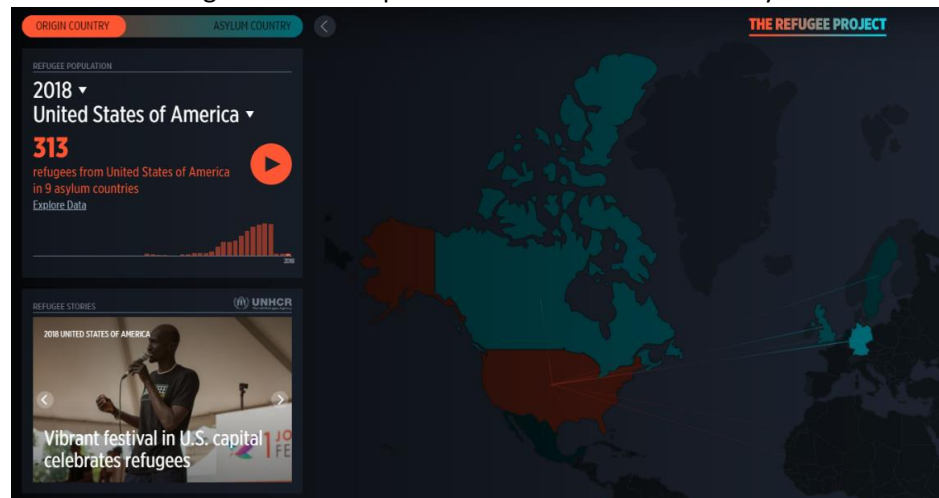 ORIGIN COUNTRY
ASYLUM COUNTRY
THE REFUGEE PROJECT
REFUGEE POPULATION
2018
United States of America
313
refugees from United States of America
in 9 asylum countries
Explore Data
2018
REFUGEE STORIES
UNHCR
2018 UNITED STATES OF AMERICA
Vibrant festival in U.S. capital
celebrates refugees